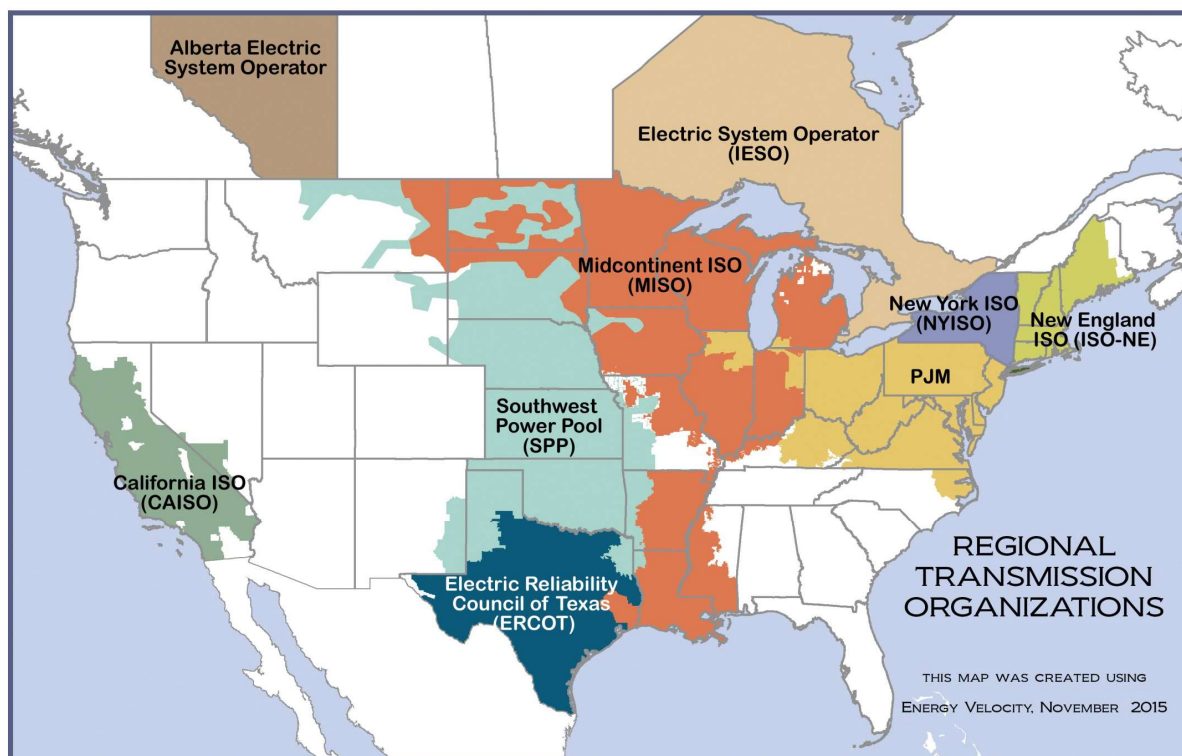 Alberta Electric
System Operator
Electric System Operator
(IESO)
Midcontinent ISO
(MISO)
New York ISO
(NYISO)
New England
ISO (ISO-NE)
PJM
Southwest
Power Pool
(SPP)
California ISO
(CAISO)
Electric Reliability
Council of Texas
(ERCOT)
REGIONAL
TRANSMISSION
ORGANIZATIONS
THIS MAP WAS CREATED USING
ENERGY VELOCITY, NOVEMBER 2015